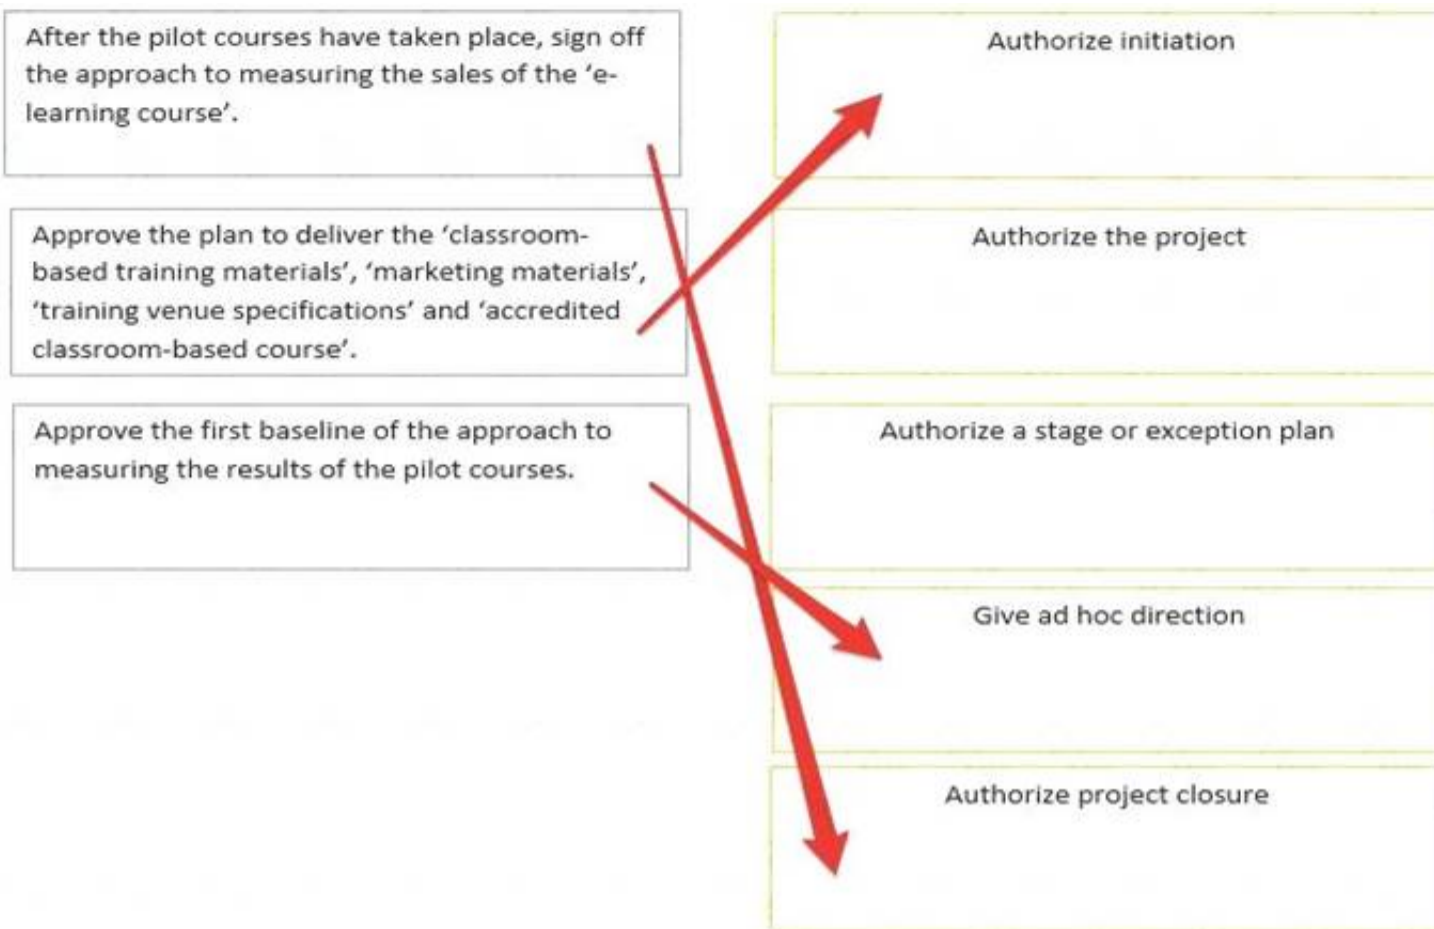 After the pilot courses have taken place, sign off
the approach to measuring the sales of the ‘e-
learning course’.
Approve the plan to deliver the ‘classroom-
based training materials’, ‘marketing materials’,
‘training venue specifications’ and ‘accredited
classroom-based course’.
Approve the first baseline of the approach to
measuring the results of the pilot courses.
Authorize initiation
Authorize the project
Authorize a stage or exception plan
Give ad hoc direction
Authorize project closure